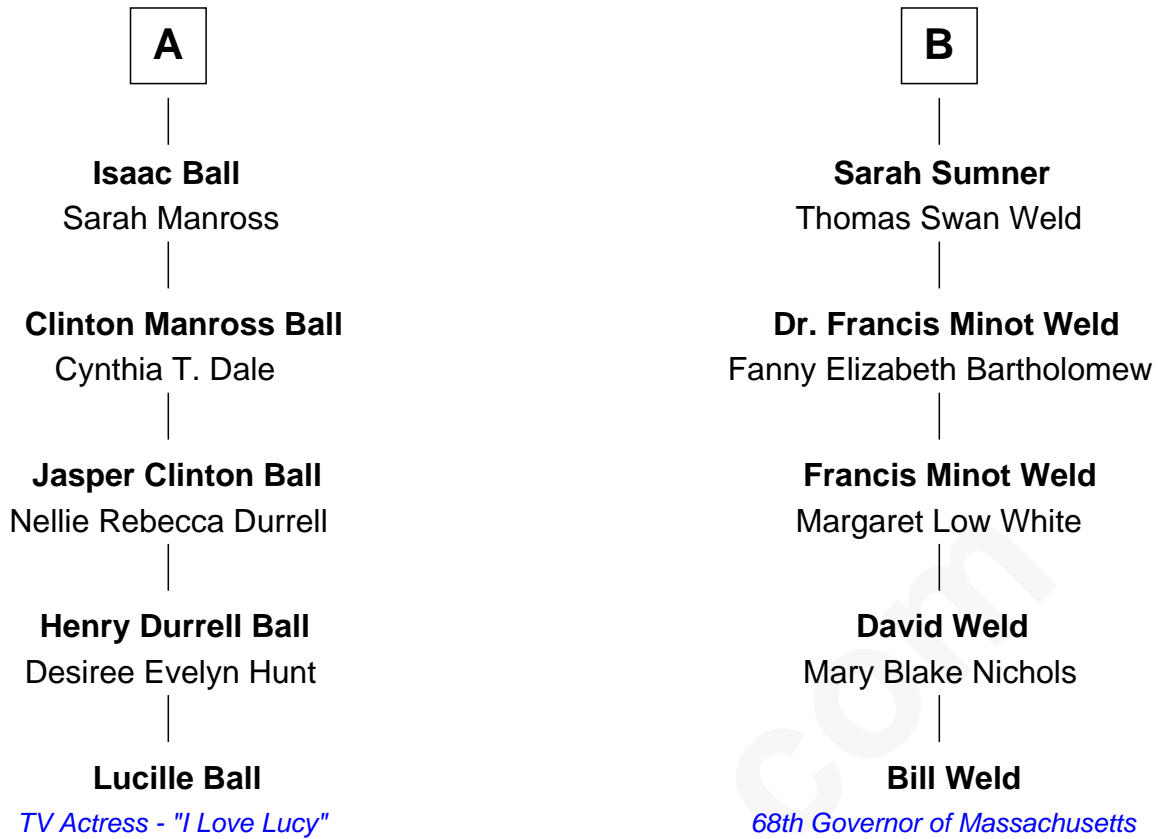 A
Isaac Ball
Sarah Manross
Clinton Manross Ball
Cynthia T. Dale
Jasper Clinton Ball
Nellie Rebecca Durrell
Henry Durrell Ball
Desiree Evelyn Hunt
Lucille Ball
TV Actress - "I Love Lucy"
B
Sarah Sumner
Thomas Swan Weld
Dr. Francis Minot Weld
Fanny Elizabeth Bartholomew
Francis Minot Weld
Margaret Low White
David Weld
Mary Blake Nichols
Bill Weld
68th Governor of Massachusetts
com